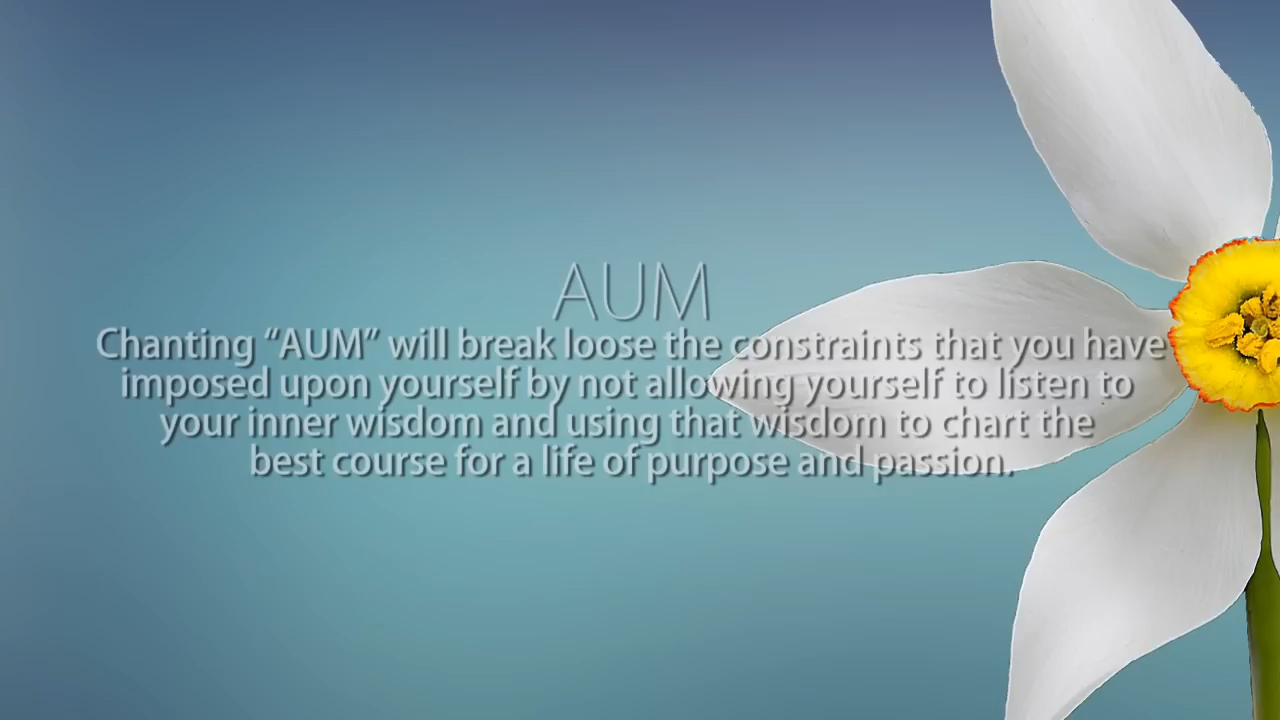 AUM
Chanting “AUM” will break loose the constraints that you have
imposed upon yourself by not allowing yourself to listen to
your inner wisdom and using that wisdom to chart the
best course for a life of purpose and passion.